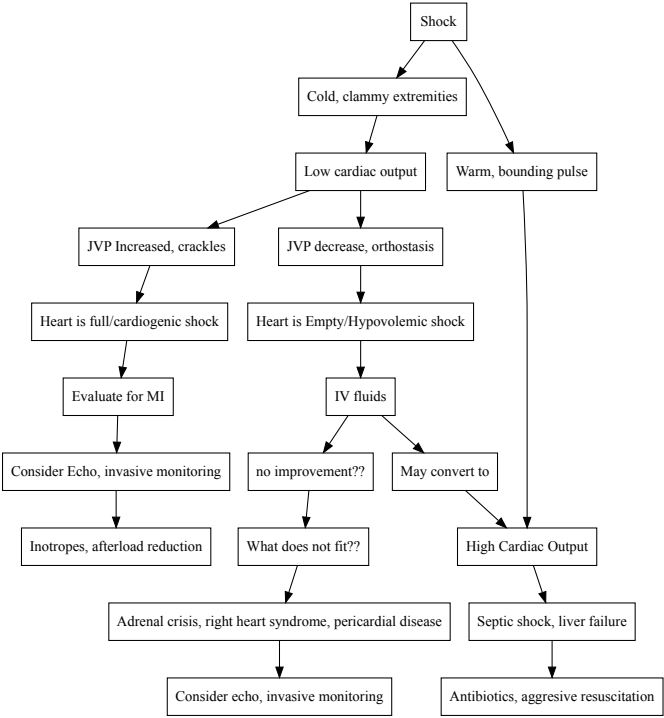 Shock
Cold, clammy extremities
Low cardiac output
Warm, bounding pulse
JVP Increased, crackles
JVP decrease, orthostasis
Heart is full/cardiogenic shock
Heart is Empty/Hypovolemic shock
Evaluate for MI
IV fluids
Consider Echo, invasive monitoring
no improvement??
May convert to
Inotropes, afterload reduction
What does not fit??
High Cardiac Output
Adrenal crisis, right heart syndrome, pericardial disease
Septic shock, liver failure
Consider echo, invasive monitoring
Antibiotics, aggresive resuscitation